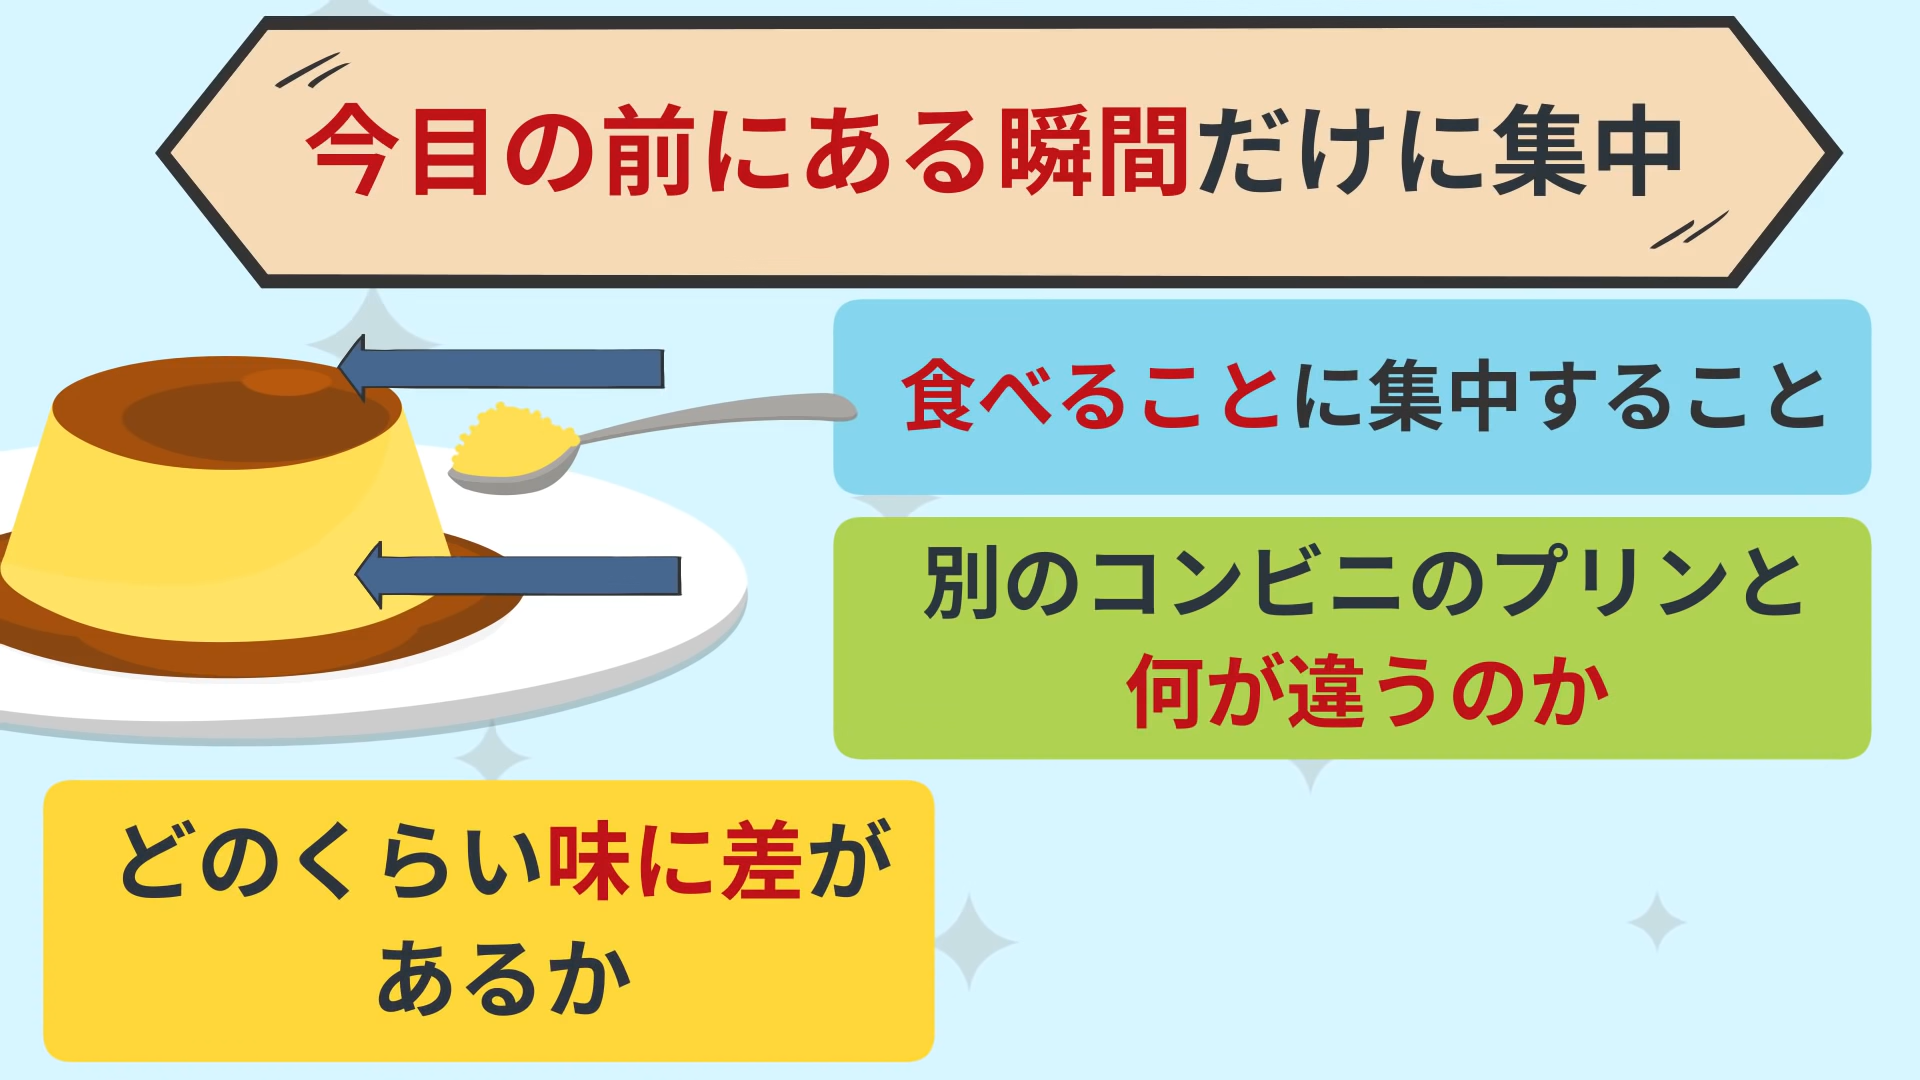 今目の前にある瞬間だけに集中
食べることに集中すること
別のコンビニのプリンと
何が違うのか
どのくらい味に差が
あるか